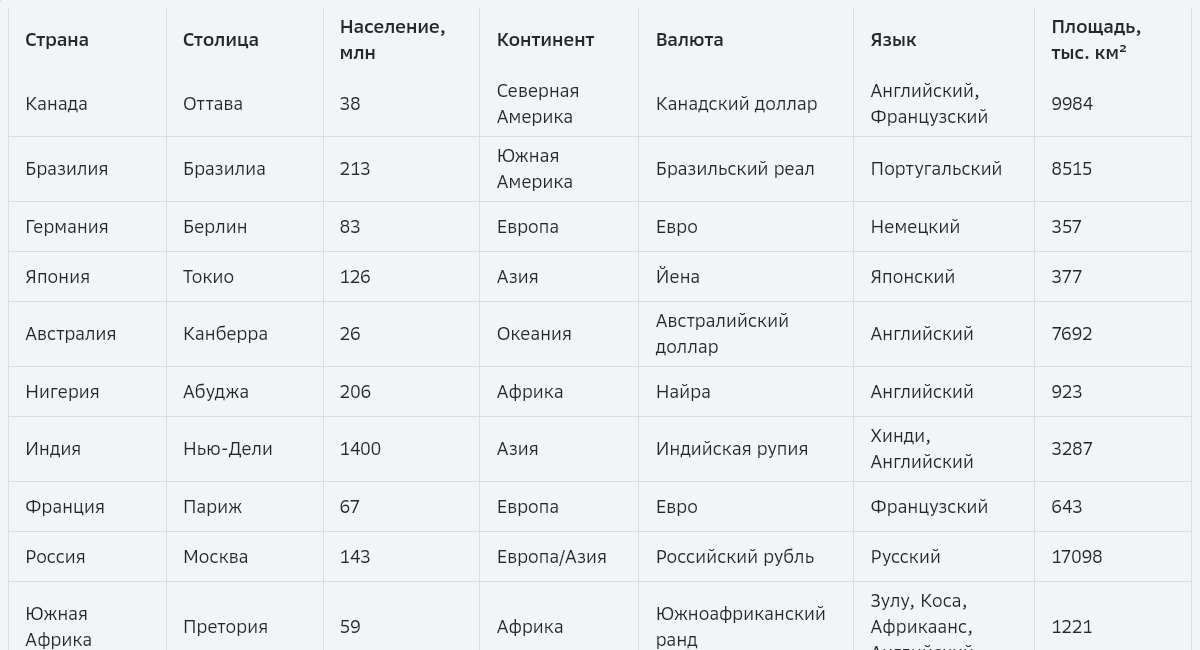 Страна Столица Население, млн Континент Валюта Язык Площадь, тыс. км²
Канада Оттава 38 Северная Америка Канадский доллар Английский, Французский 9984
Бразилия Бразилиа 213 Южная Америка Бразильский реал Португальский 8515
Германия Берлин 83 Европа Евро Немецкий 357
Япония Токио 126 Азия Йена Японский 377
Австралия Канберра 26 Океания Австралийский доллар Английский 7692
Нигерия Абуджа 206 Африка Найра Английский 923
Индия Нью-Дели 1400 Азия Индийская рупия Хинди, Английский 3287
Франция Париж 67 Европа Евро Французский 643
Россия Москва 143 Европа/Азия Российский рубль Русский 17098
Южная Африка Претория 59 Африка Южноафриканский ранд Зулу, Коса, Африкаанс, 1221